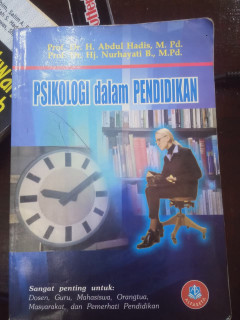 Prof. Dr. H. Abdul Hadis, M. Pd.
Prof. Dr. Hj. Nurhayati B., M.Pd.
PSIKOLOGI dalam PENDIDIKAN
Sangat penting untuk:
Dosen, Guru, Mahasiswa, Orangtua,
Masyarakat, dan Pemerhati Pendidikan
ALFABETA